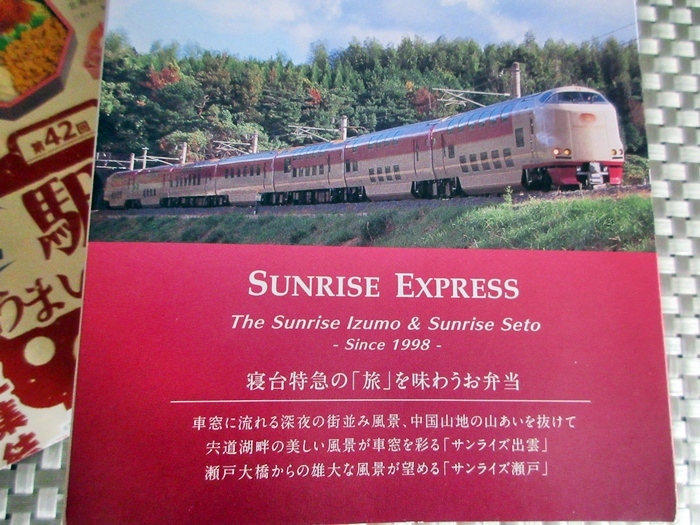 第42回
駅
うまい
SUNRISE EXPRESS
The Sunrise Izumo & Sunrise Seto
- Since 1998 -
寝台特急の「旅」を味わうお弁当
車窓に流れる深夜の街並み風景、中国山地の山あいを抜けて
宍道湖畔の美しい風景が車窓を彩る「サンライズ出雲」
瀬戸大橋からの雄大な風景が望める「サンライズ瀬戸」